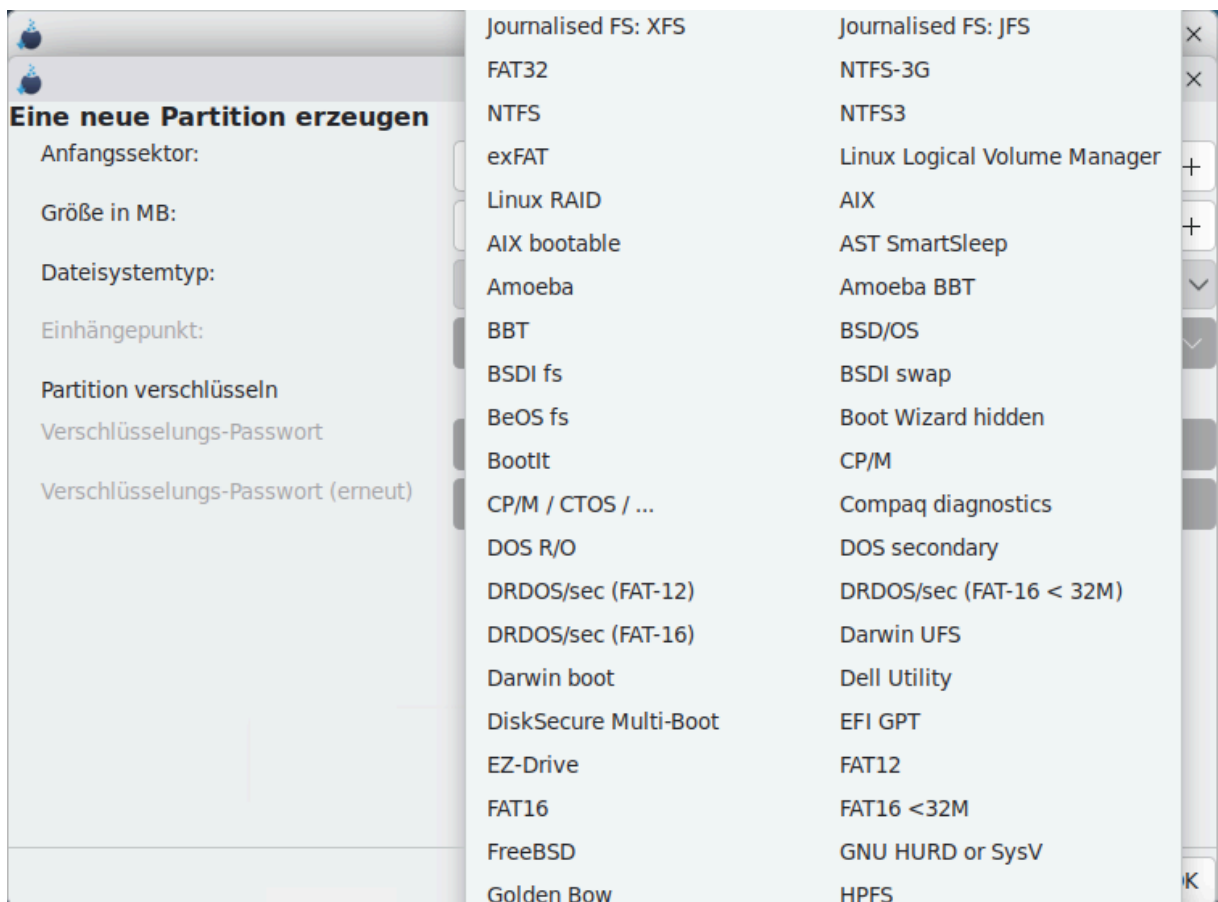 Journalised FS: XFS Journalised FS: JFS
FAT32 NTFS-3G
Eine neue Partition erzeugen
NTFS NTFS3
Anfangssektor:
exFAT Linux Logical Volume Manager
Linux RAID AIX
Größe in MB:
AIX bootable AST SmartSleep
Dateisystemtyp:
Amoeba Amoeba BBT
Einhängepunkt:
BBT BSD/OS
BSDI fs BSDI swap
Partition verschlüsseln
BeOS fs Boot Wizard hidden
Verschlüsselungs-Passwort
BootIt CP/M
Verschlüsselungs-Passwort (erneut)
CP/M / CTOS / ... Compaq diagnostics
DOS R/O DOS secondary
DRDOS/sec (FAT-12) DRDOS/sec (FAT-16 < 32M)
DRDOS/sec (FAT-16) Darwin UFS
Darwin boot Dell Utility
DiskSecure Multi-Boot EFI GPT
EZ-Drive FAT12
FAT16 FAT16 <32M
FreeBSD GNU HURD or SysV
Golden Bow HPFS